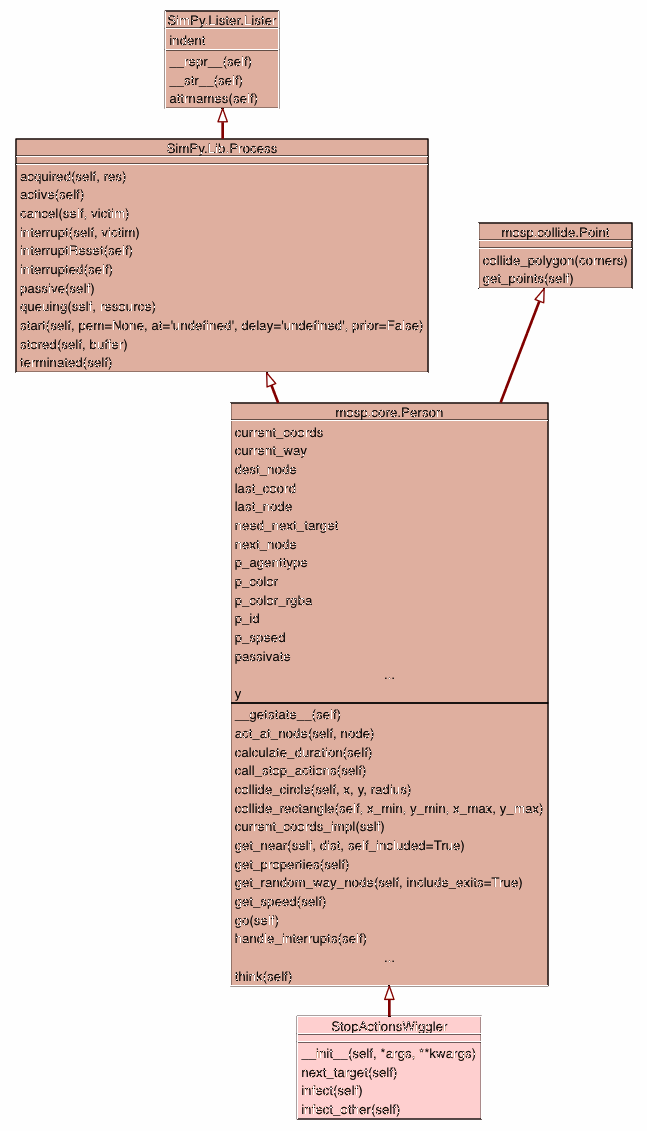 SimPy.Lister.Lister
indent
__repr__(self)
__str__(self)
attrnames(self)
SimPy.Lib.Process
acquired(self, res)
active(self)
cancel(self, victim)
interrupt(self, victim)
interruptReset(self)
interrupted(self)
passive(self)
queuing(self, resource)
start(self, pem=None, at='undefined', delay='undefined', prior=False)
stored(self, buffer)
terminated(self)
mosp.collide.Point
collide_polygon(corners)
get_points(self)
mosp.core.Person
current_coords
current_way
dest_node
last_coord
last_node
need_next_target
next_node
p_agenttype
p_color
p_color_rgba
p_id
p_speed
passivate
...
y
__getstate__(self)
act_at_node(self, node)
calculate_duration(self)
call_stop_actions(self)
collide_circle(self, x, y, radius)
collide_rectangle(self, x_min, y_min, x_max, y_max)
current_coords_impl(self)
get_near(self, dist, self_included=True)
get_properties(self)
get_random_way_node(self, include_exits=True)
get_speed(self)
go(self)
handle_interrupts(self)
...
think(self)
StopActionsWiggler
__init__(self, *args, **kwargs)
next_target(self)
infect(self)
infect_other(self)